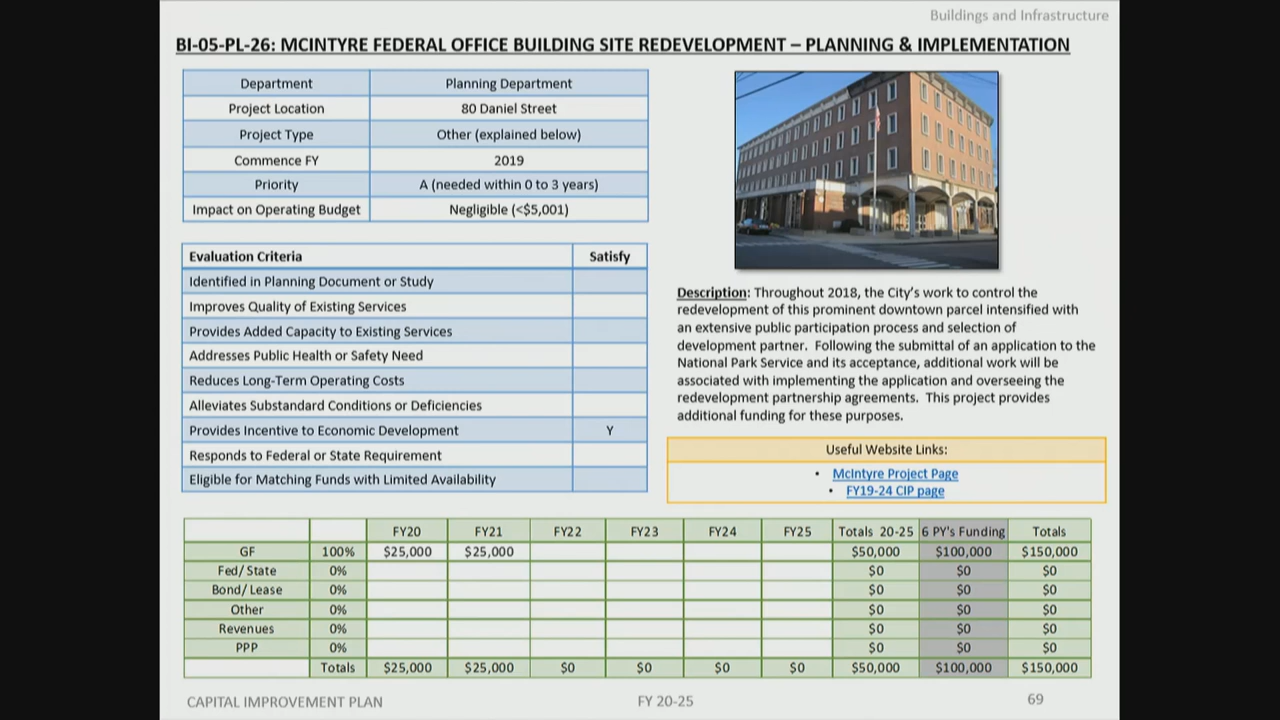 Buildings and Infrastructure
BI-05-PL-26: MCINTYRE FEDERAL OFFICE BUILDING SITE REDEVELOPMENT – PLANNING & IMPLEMENTATION
Department Planning Department
Project Location 80 Daniel Street
Project Type Other (explained below)
Commence FY 2019
Priority A (needed within 0 to 3 years)
Impact on Operating Budget Negligible (<$5,001)
Evaluation Criteria Satisfy
Identified in Planning Document or Study
Improves Quality of Existing Services
Provides Added Capacity to Existing Services
Addresses Public Health or Safety Need
Reduces Long-Term Operating Costs
Alleviates Substandard Conditions or Deficiencies
Provides Incentive to Economic Development Y
Responds to Federal or State Requirement
Eligible for Matching Funds with Limited Availability
Description: Throughout 2018, the City's work to control the
redevelopment of this prominent downtown parcel intensified with
an extensive public participation process and selection of
development partner. Following the submittal of an application to the
National Park Service and its acceptance, additional work will be
associated with implementing the application and overseeing the
redevelopment partnership agreements. This project provides
additional funding for these purposes.
Useful Website Links:
• McIntyre Project Page
• FY19-24 CIP page
FY20 FY21 FY22 FY23 FY24 FY25 Totals 20-25 6 PY's Funding Totals
GF 100% $25,000 $25,000 $50,000 $100,000 $150,000
Fed/ State 0% $0 $0 $0
Bond/ Lease 0% $0 $0 $0
Other 0% $0 $0 $0
Revenues 0% $0 $0 $0
PPP 0% $0 $0 $0
Totals $25,000 $25,000 $0 $0 $0 $0 $50,000 $100,000 $150,000
CAPITAL IMPROVEMENT PLAN FY 20-25 69